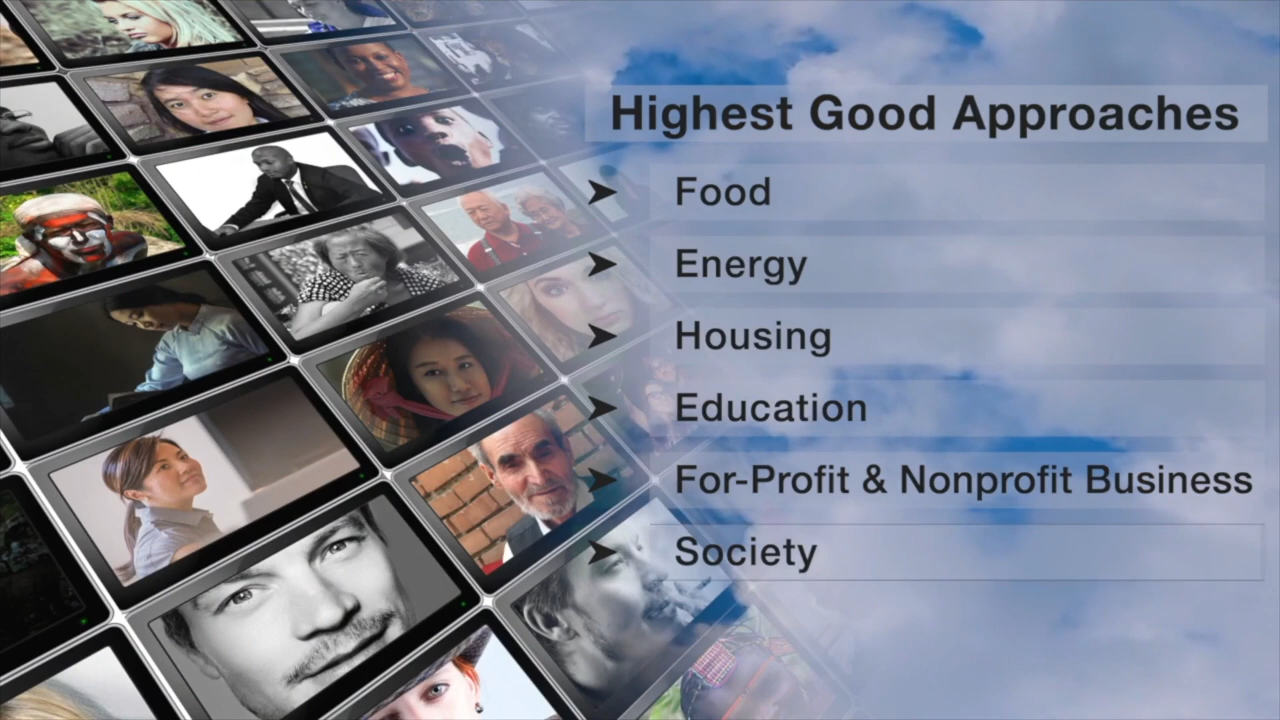 Highest Good Approaches
Food
Energy
Housing
Education
For-Profit & Nonprofit Business
Society